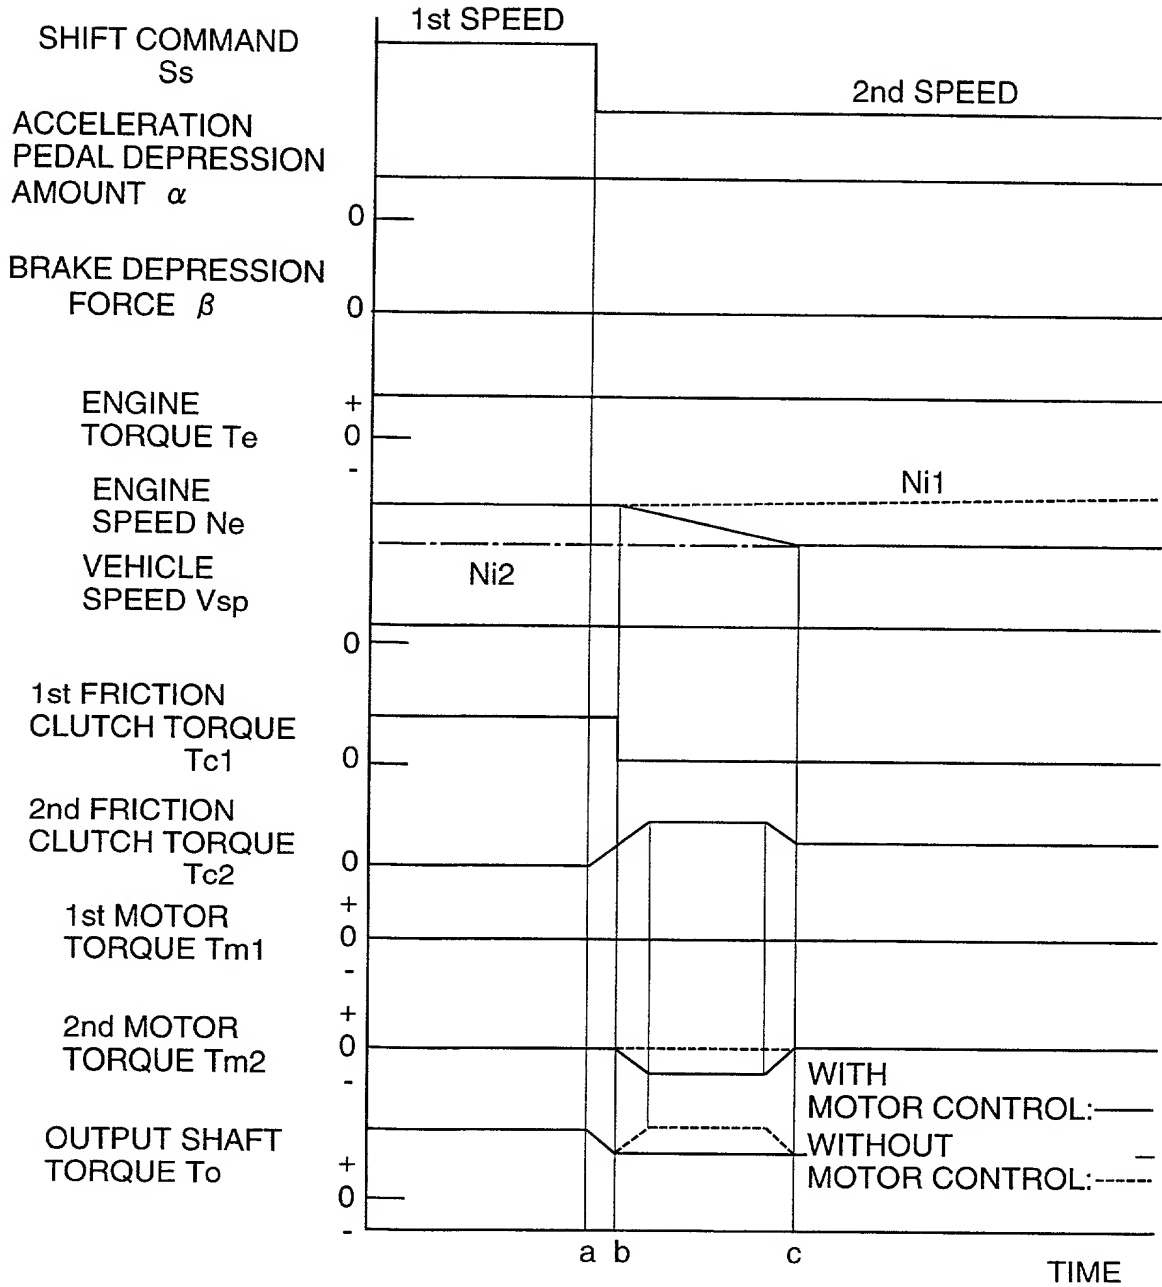 1st SPEED
SHIFT COMMAND
Ss
2nd SPEED
ACCELERATION
PEDAL DEPRESSION
AMOUNT α
0
BRAKE DEPRESSION
FORCE β
0
ENGINE
TORQUE Te
+
0
-
ENGINE
SPEED Ne
Ni1
Ni2
VEHICLE
SPEED Vsp
0
1st FRICTION
CLUTCH TORQUE
Tc1
0
2nd FRICTION
CLUTCH TORQUE
Tc2
0
1st MOTOR
TORQUE Tm1
+
0
-
2nd MOTOR
TORQUE Tm2
+
0
-
WITH
MOTOR CONTROL:
WITHOUT
MOTOR CONTROL:
OUTPUT SHAFT
TORQUE To
+
0
-
a b c
TIME